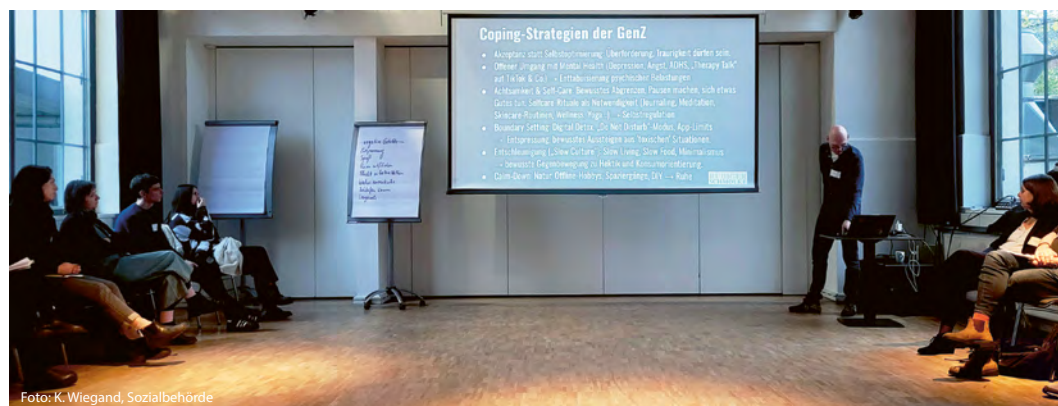 Coping-Strategien der GenZ
Akzeptanz statt Selbstoptimierung: Überforderung, Traurigkeit dürfen sein.
Offener Umgang mit Mental Health (Depression, Angst, ADHS, „Therapy Talk"
auf TikTok & Co.) → Enttabuisierung psychischer Belastungen
Achtsamkeit & Self-Care: Bewusstes Abgrenzen, Pausen machen, sich etwas
Gutes tun, Selfcare-Rituale als Notwendigkeit (Journaling, Meditation,
Skincare-Routinen, Wellness, Yoga
→ Selbstregulation
Boundary Setting: Digital Detox, „Do Not Disturb"-Modus, App-Limits
→ Entspressung: bewusstes Aussteigen aus "toxischen" Situationen.
Entschleunigung („Slow Culture": Slow Living, Slow Food, Minimalismus
→ bewusste Gegenbewegung zu Hektik und Konsumorientierung.
Calm-Down: Natur, Offline-Hobbys, Spaziergänge, DIY → Ruhe
Foto: K. Wiegand, Sozialbehörde